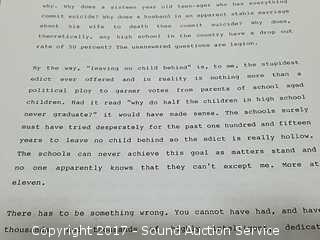 why. Why does a sixteen year old teen-ager who has everything
commit suicide? Why does a husband in an apparent stable marriage
about his wife to death then commit suicide? Why does,
theoretically, any high school in the country have a drop out
rate of 50 percent? The unanswered questions are legion.
By the way, "leaving no child behind" is, to me, the stupidest
edict ever offered and in reality is nothing more than a
political ploy to garner votes from parents of school aged
children. Had it read "why do half the children in high school
never graduate?" it would have made sense. The schools surely
must have tried desperately for the past one hundred and fifteen
years to leave no child behind so the edict is really hollow.
The schools can never achieve this goal as matters stand and
no one apparently knows that they can't except me. More at
eleven.
There has to be something wrong. You cannot have had, and have
thous
dedicat
Copyright 2017 - SoundAuction Service